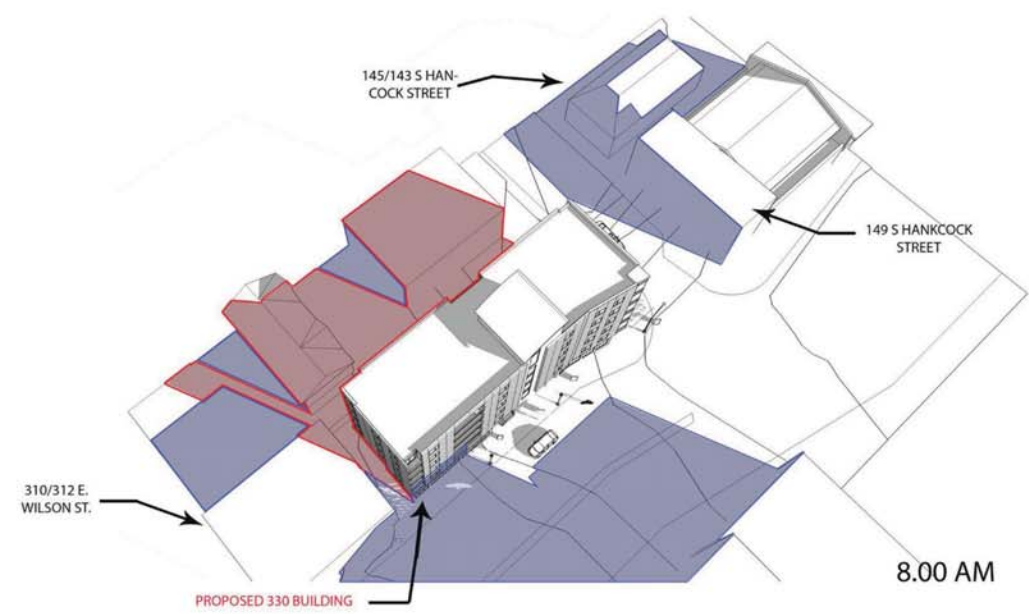 145/143 S HAN-
COCK STREET
149 S HANKCOCK
STREET
310/312 E.
WILSON ST.
8.00 AM
PROPOSED 330 BUILDING